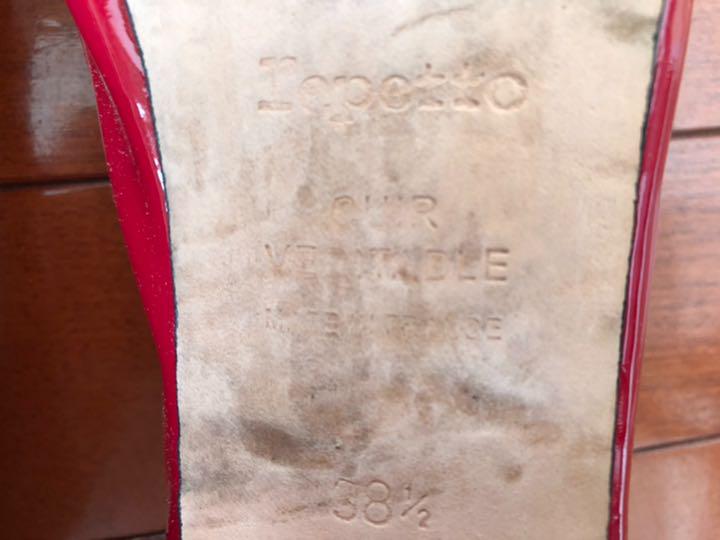 repetto
CUIR
VERITABLE
MADE IN FRANCE
38½